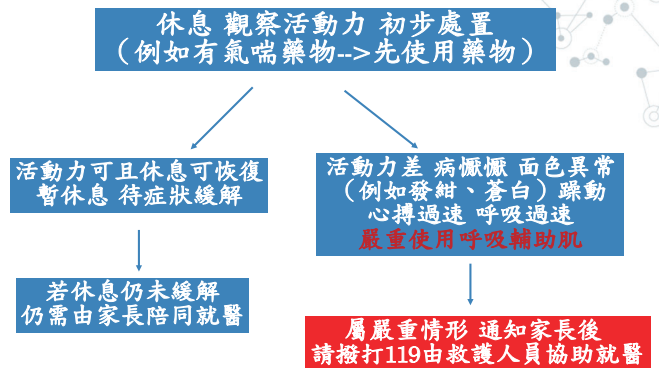 休息 觀察活動力 初步處置
（例如有氣喘藥物-->先使用藥物）
活動力可且休息可恢復
暫休息 待症狀緩解
若休息仍未緩解
仍需由家長陪同就醫
活動力差 病懨懨 面色異常
（例如發紺、蒼白）躁動
心搏過速 呼吸過速
嚴重使用呼吸輔助肌
屬嚴重情形 通知家長後
請撥打119由救護人員協助就醫